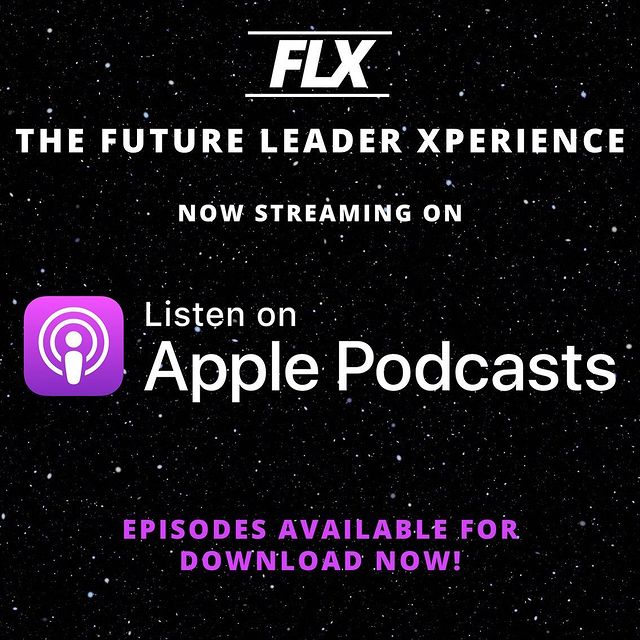 FLX
THE FUTURE LEADER XPERIENCE
NOW STREAMING ON
Listen on
Apple Podcasts
EPISODES AVAILABLE FOR
DOWNLOAD NOW!